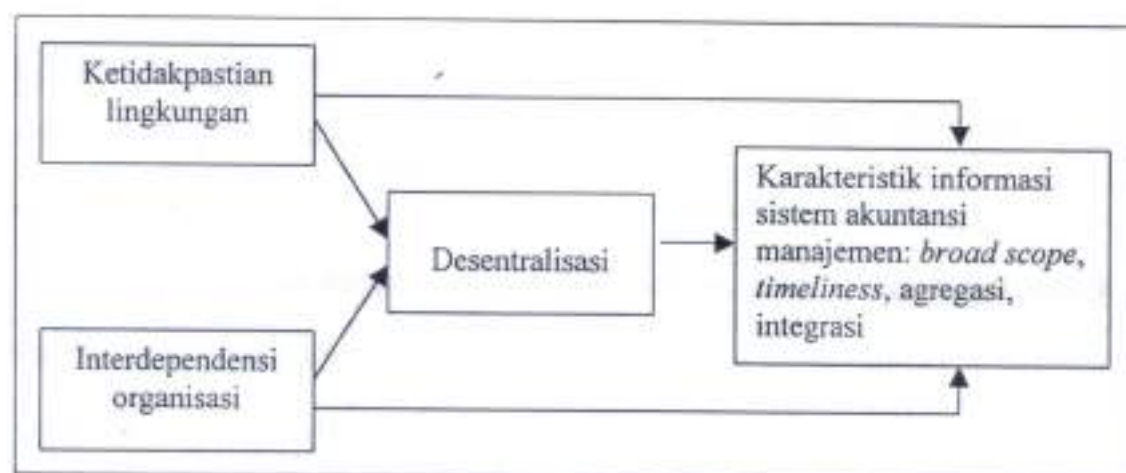 Ketidakpastian
lingkungan
Desentralisasi
Karakteristik informasi
sistem akuntansi
manajemen: broad scope,
timeliness, agregasi,
integrasi
Interdependensi
organisasi